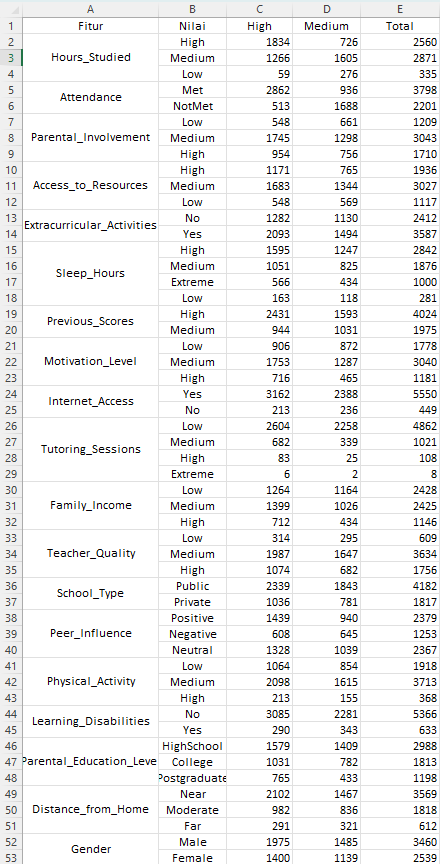 A B C D E
1 Fitur Nilai High Medium Total
2 High 1834 726 2560
3 Hours_Studied Medium 1266 1605 2871
4 Low 59 276 335
5 Attendance Met 2862 936 3798
6 NotMet 513 1688 2201
7 Low 548 661 1209
8 Parental_Involvement Medium 1745 1298 3043
9 High 954 756 1710
10 High 1171 765 1936
11 Access_to_Resources Medium 1683 1344 3027
12 Low 548 569 1117
13 Extracurricular_Activities No 1282 1130 2412
14 Yes 2093 1494 3587
15 High 1595 1247 2842
16 Sleep_Hours Medium 1051 825 1876
17 Extreme 566 434 1000
18 Low 163 118 281
19 Previous_Scores High 2431 1593 4024
20 Medium 944 1031 1975
21 Low 906 872 1778
22 Motivation_Level Medium 1753 1287 3040
23 High 716 465 1181
24 Internet_Access Yes 3162 2388 5550
25 No 213 236 449
26 Low 2604 2258 4862
27 Tutoring_Sessions Medium 682 339 1021
28 High 83 25 108
29 Extreme 6 2 8
30 Low 1264 1164 2428
31 Family_Income Medium 1399 1026 2425
32 High 712 434 1146
33 Low 314 295 609
34 Teacher_Quality Medium 1987 1647 3634
35 High 1074 682 1756
36 School_Type Public 2339 1843 4182
37 Private 1036 781 1817
38 Positive 1439 940 2379
39 Peer_Influence Negative 608 645 1253
40 Neutral 1328 1039 2367
41 Low 1064 854 1918
42 Physical_Activity Medium 2098 1615 3713
43 High 213 155 368
44 Learning_Disabilities No 3085 2281 5366
45 Yes 290 343 633
46 HighSchool 1579 1409 2988
47 Parental_Education_Leve College 1031 782 1813
48 Postgraduate 765 433 1198
49 Near 2102 1467 3569
50 Distance_from_Home Moderate 982 836 1818
51 Far 291 321 612
52 Gender Male 1975 1485 3460
53 Female 1400 1139 2539